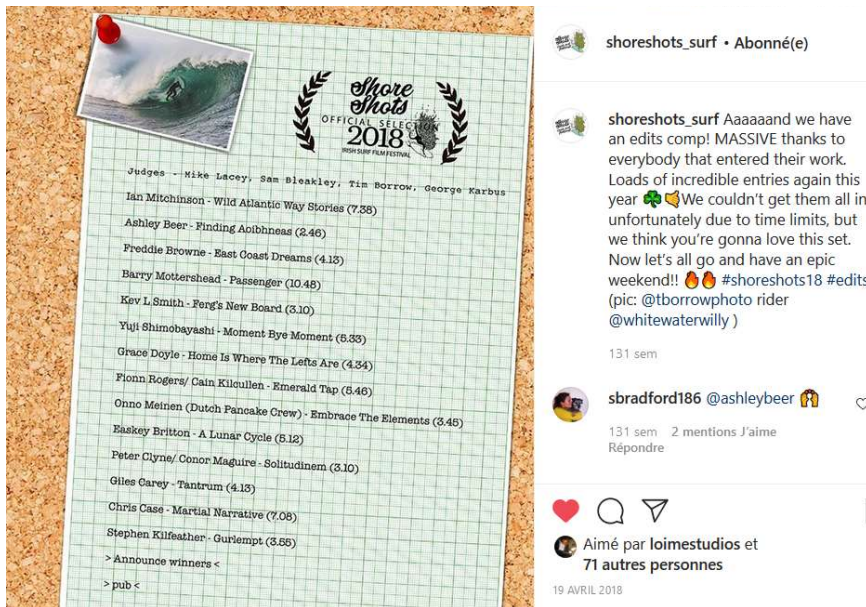 Shore
Shots
OFFICIAL SELECTION
2018
IRISH SURF FILM FESTIVAL
Judges - Mike Lacey, Sam Bleakley, Tim Borrow, George Karbus
Ian Mitchinson - Wild Atlantic Way Stories (7.38)
Ashley Beer - Finding Aoibhneas (2.46)
Freddie Browne - East Coast Dreams (4.13)
Barry Mottershead - Passenger (10.48)
Kev L Smith - Ferg's New Board (3.10)
Yuji Shimobayashi - Moment Bye Moment (5.33)
Grace Doyle - Home Is Where The Lefts Are (4.34)
Fionn Rogers/ Cain Kilcullen - Emerald Tap (5.46)
Onno Meinen (Dutch Pancake Crew) - Embrace The Elements (3.45)
Easkey Britton - A Lunar Cycle (5.12)
Peter Clyne/ Conor Maguire - Solitudinem (3.10)
Giles Carey - Tantrum (4.13)
Chris Case - Martial Narrative (7.08)
Stephen Kilfeather - Gurlempt (3.55)
> Announce winners <
> pub <
shoreshots_surf • Abonné(e)
shoreshots_surf Aaaaaand we have
an edits comp! MASSIVE thanks to
everybody that entered their work.
Loads of incredible entries again this
year ☘️🤙We couldn't get them all in
unfortunately due to time limits, but
we think you're gonna love this set.
Now let's all go and have an epic
weekend!! 🔥🔥 #shoreshots18 #edits
(pic: @tborrowphoto rider
@whitewaterwilly )
131 sem
sbradford186 @ashleybeer 🙌
131 sem 2 mentions J'aime
Répondre
Aimé par loimestudios et
71 autres personnes
19 AVRIL 2018